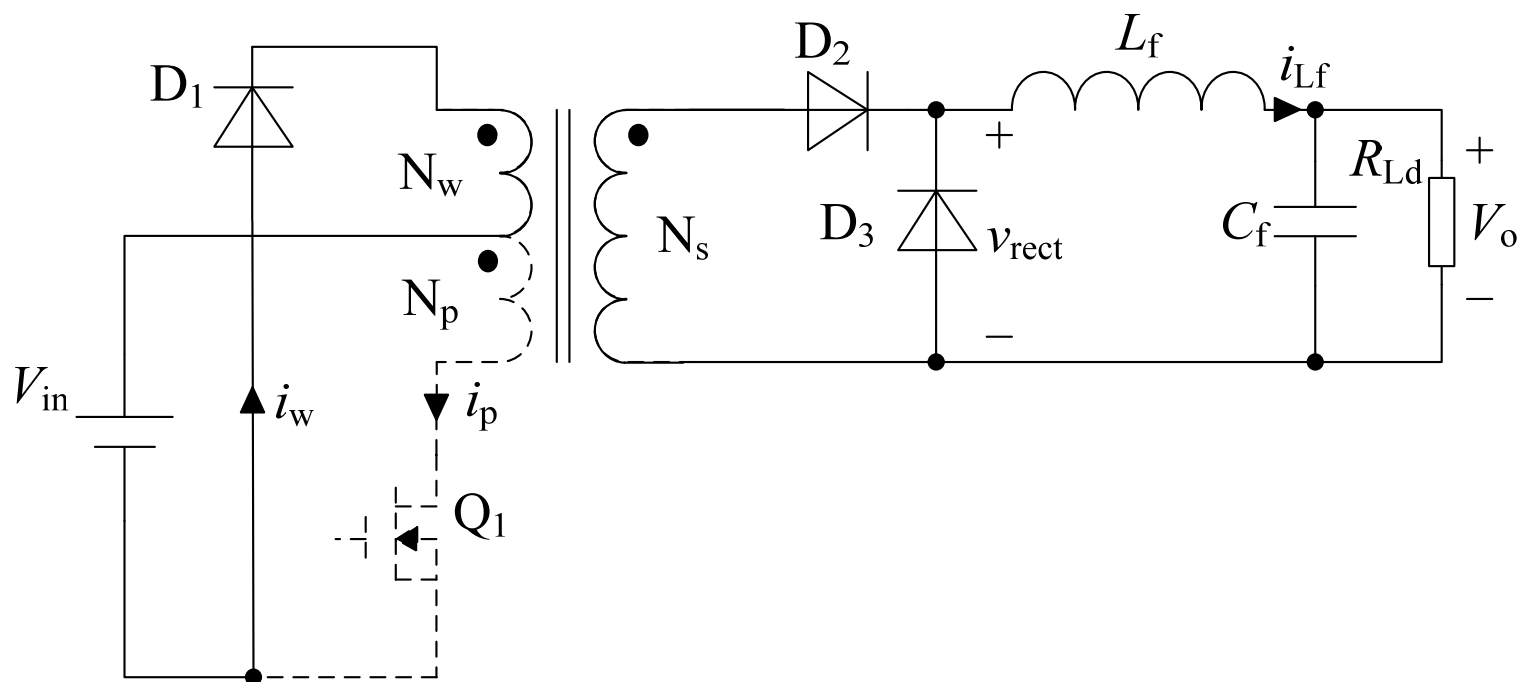 D2
Lf
iLf
D1
Nw
+
RLd
+
Ns
D3
vrect
Cf
Vo
Np
−
−
Vin
iw
ip
Q1